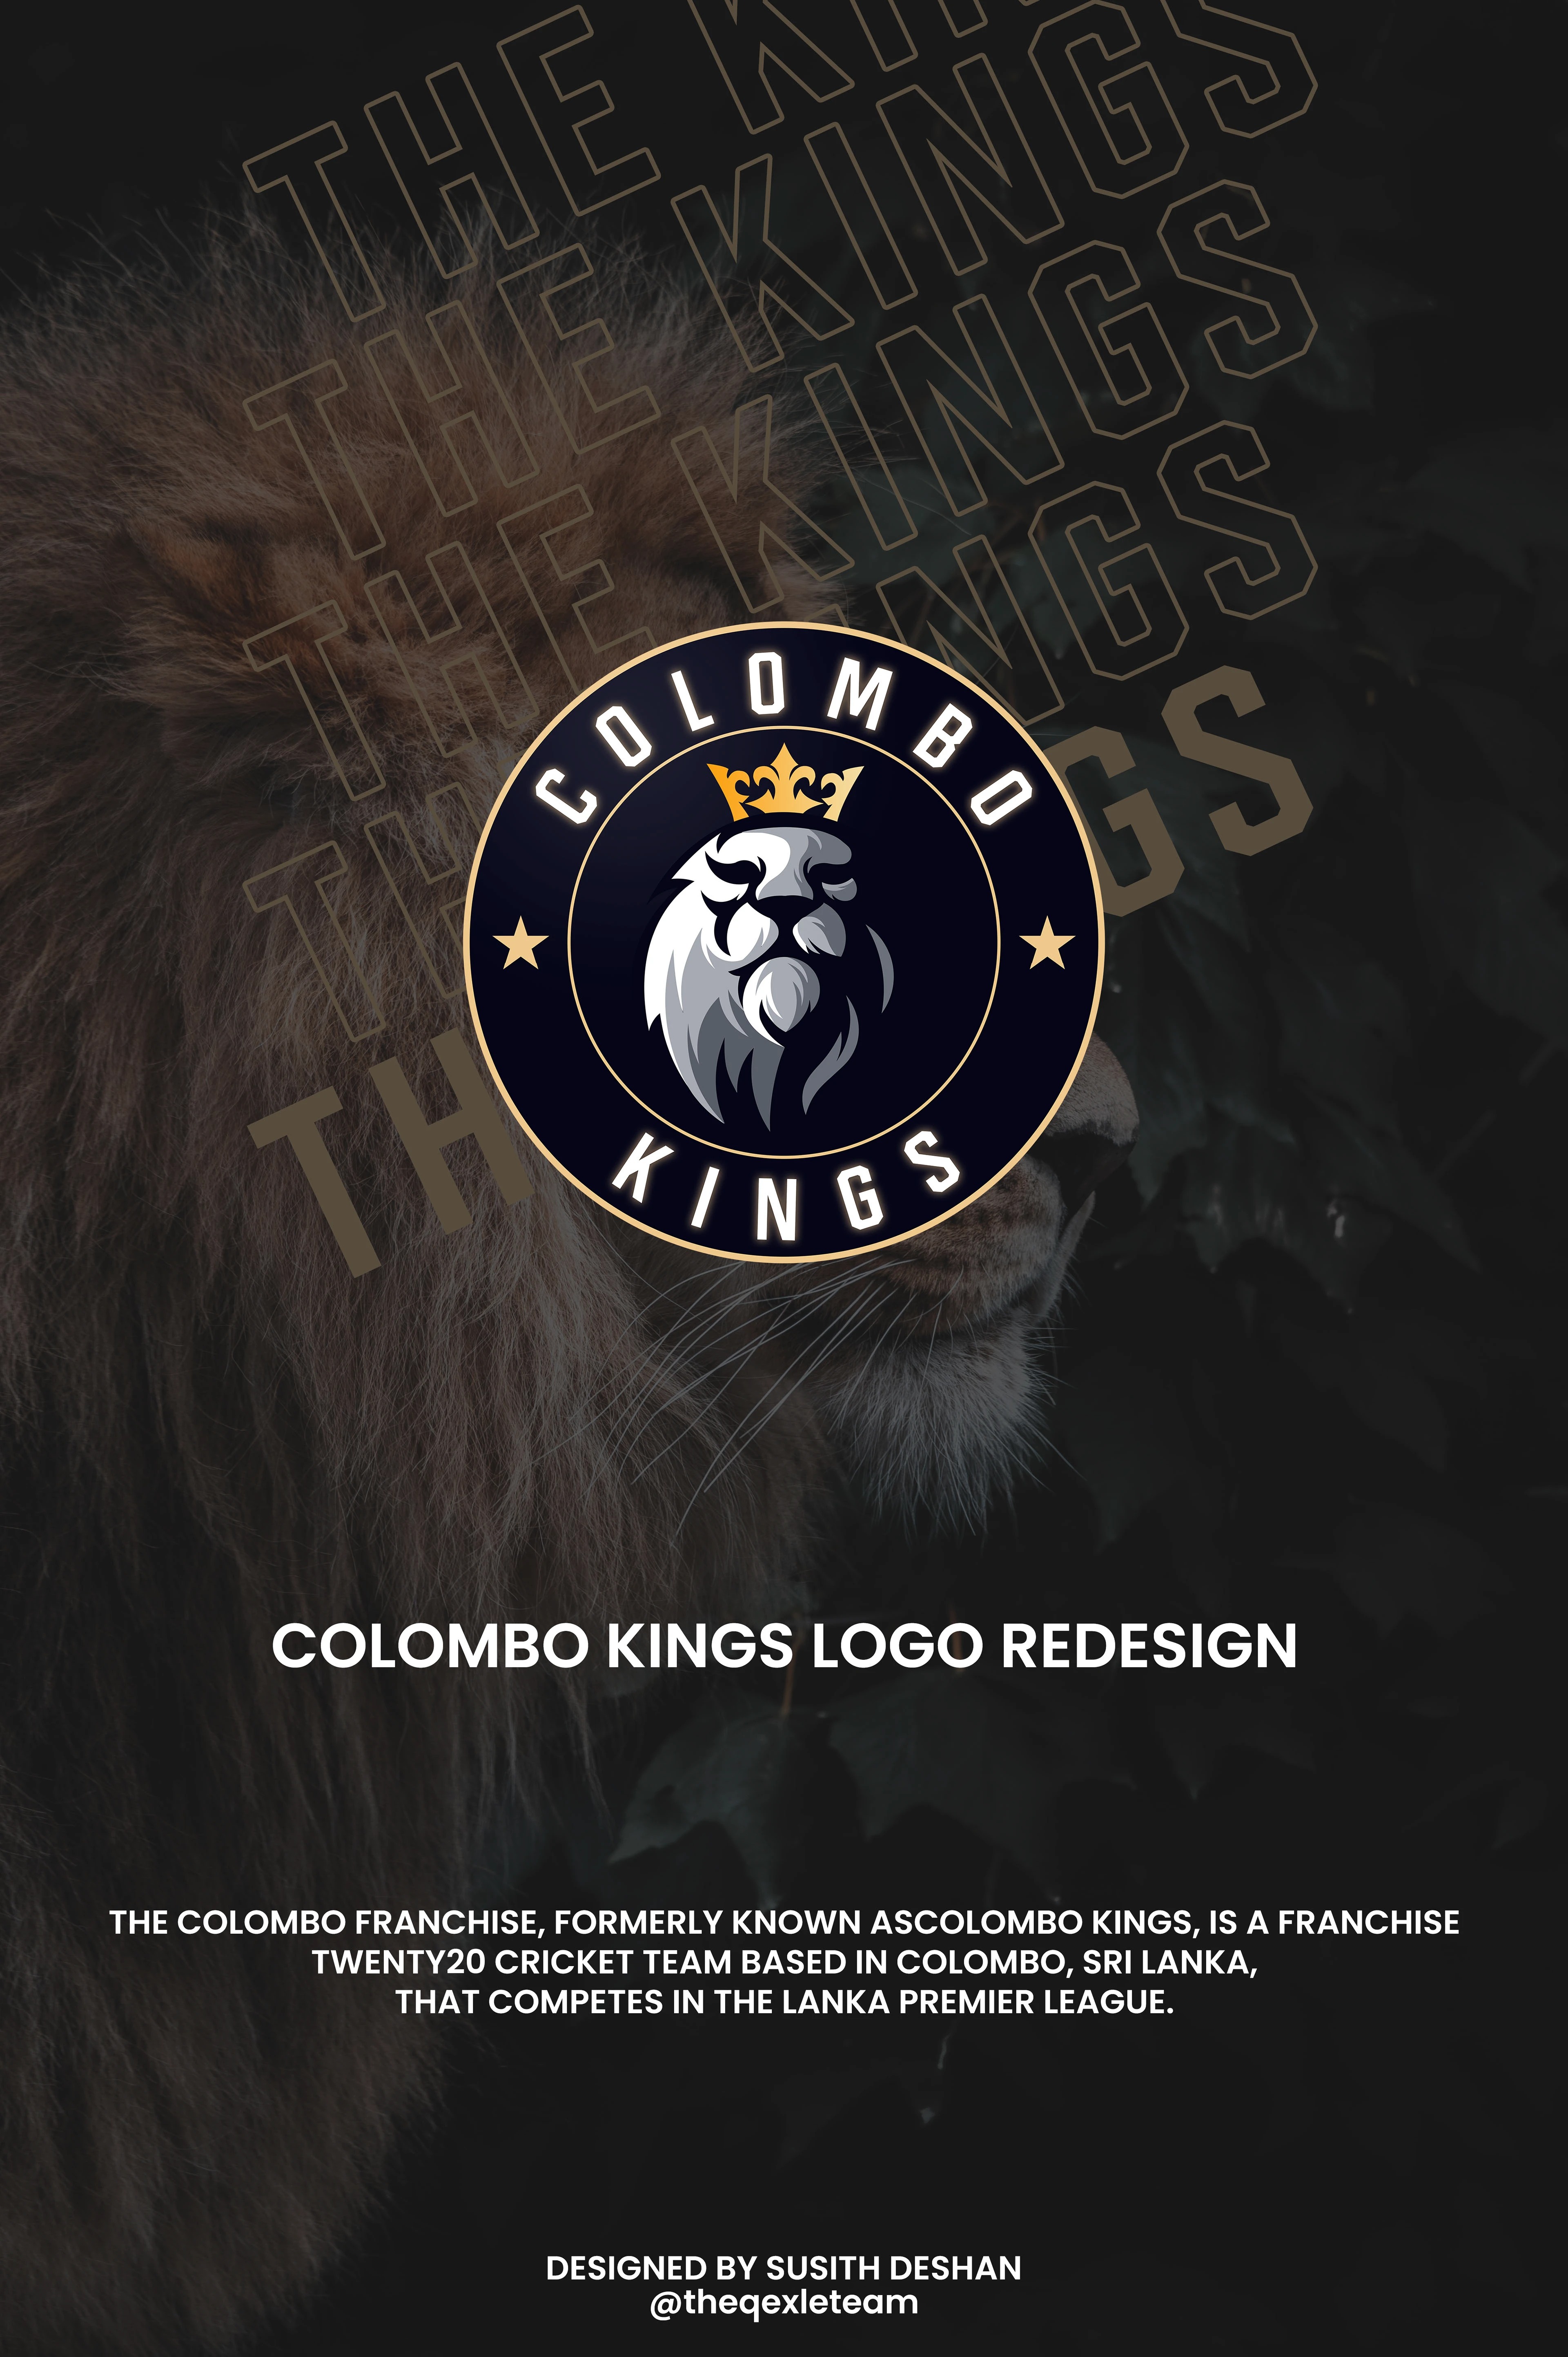 THE KINGS
THE KINGS
THE KINGS
THE KINGS
TH GS
COLOMBO
KINGS
COLOMBO KINGS LOGO REDESIGN
THE COLOMBO FRANCHISE, FORMERLY KNOWN ASCOLOMBO KINGS, IS A FRANCHISE
TWENTY20 CRICKET TEAM BASED IN COLOMBO, SRI LANKA,
THAT COMPETES IN THE LANKA PREMIER LEAGUE.
DESIGNED BY SUSITH DESHAN
@theqexleteam